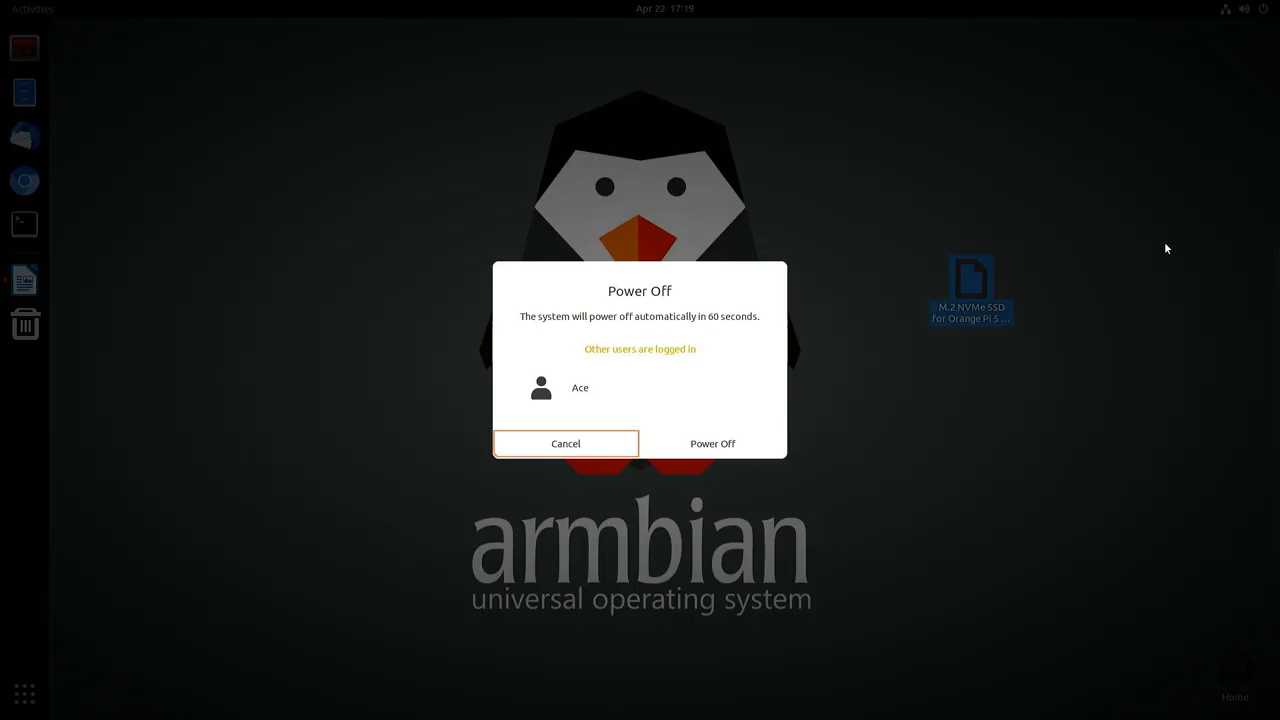 Activities
Apr 22 17:19
M.2 NVMe SSD
for Orange Pi 5 ...
Power Off
The system will power off automatically in 60 seconds.
Other users are logged in
Ace
Cancel
Power Off
armbian
universal operating system
Home